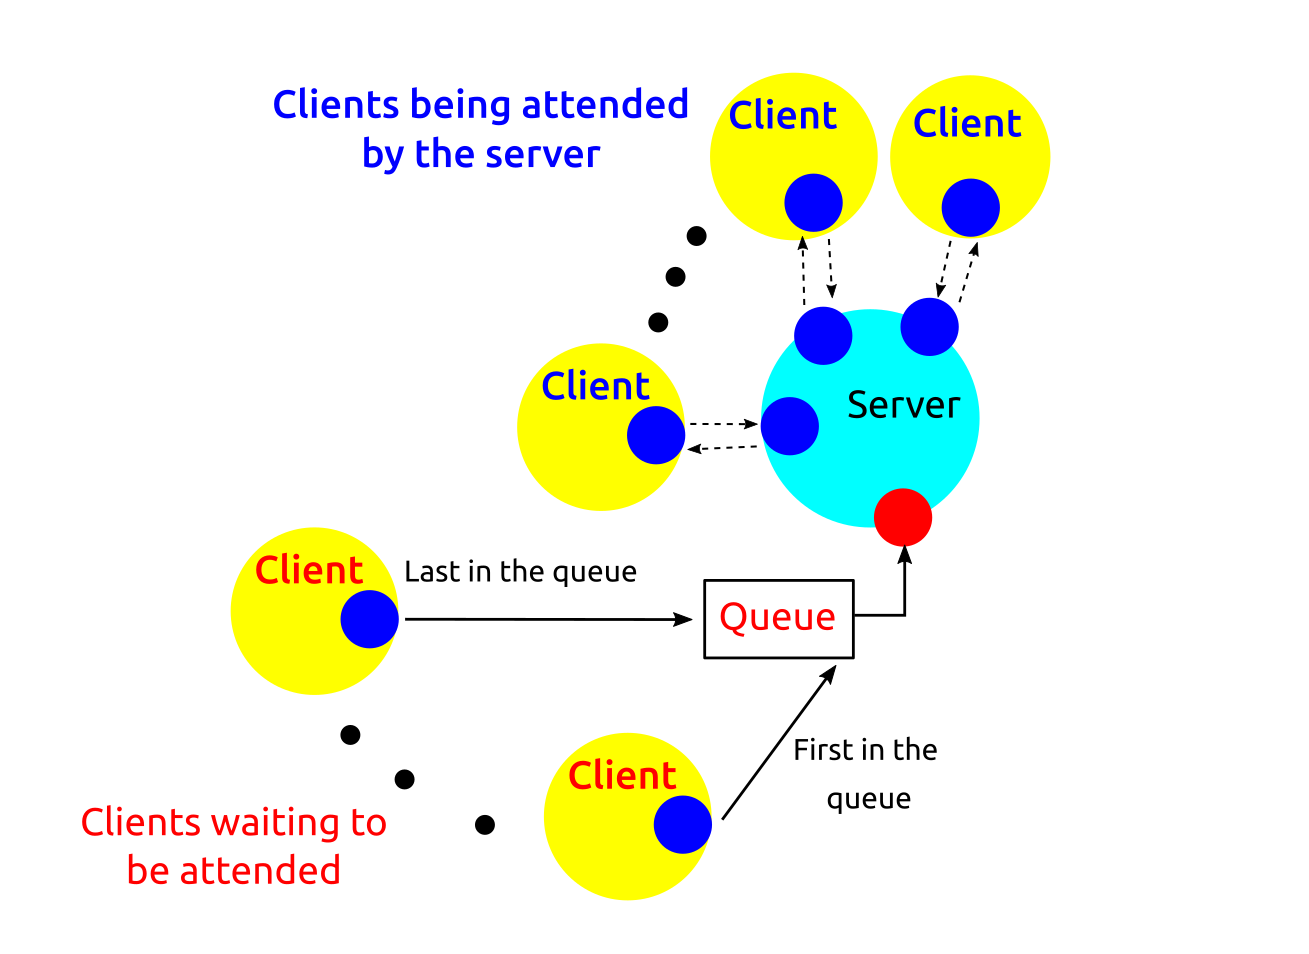 Clients being attended
by the server
Client
Client
Client
Server
Client
Last in the queue
Queue
First in the
queue
Client
Clients waiting to
be attended